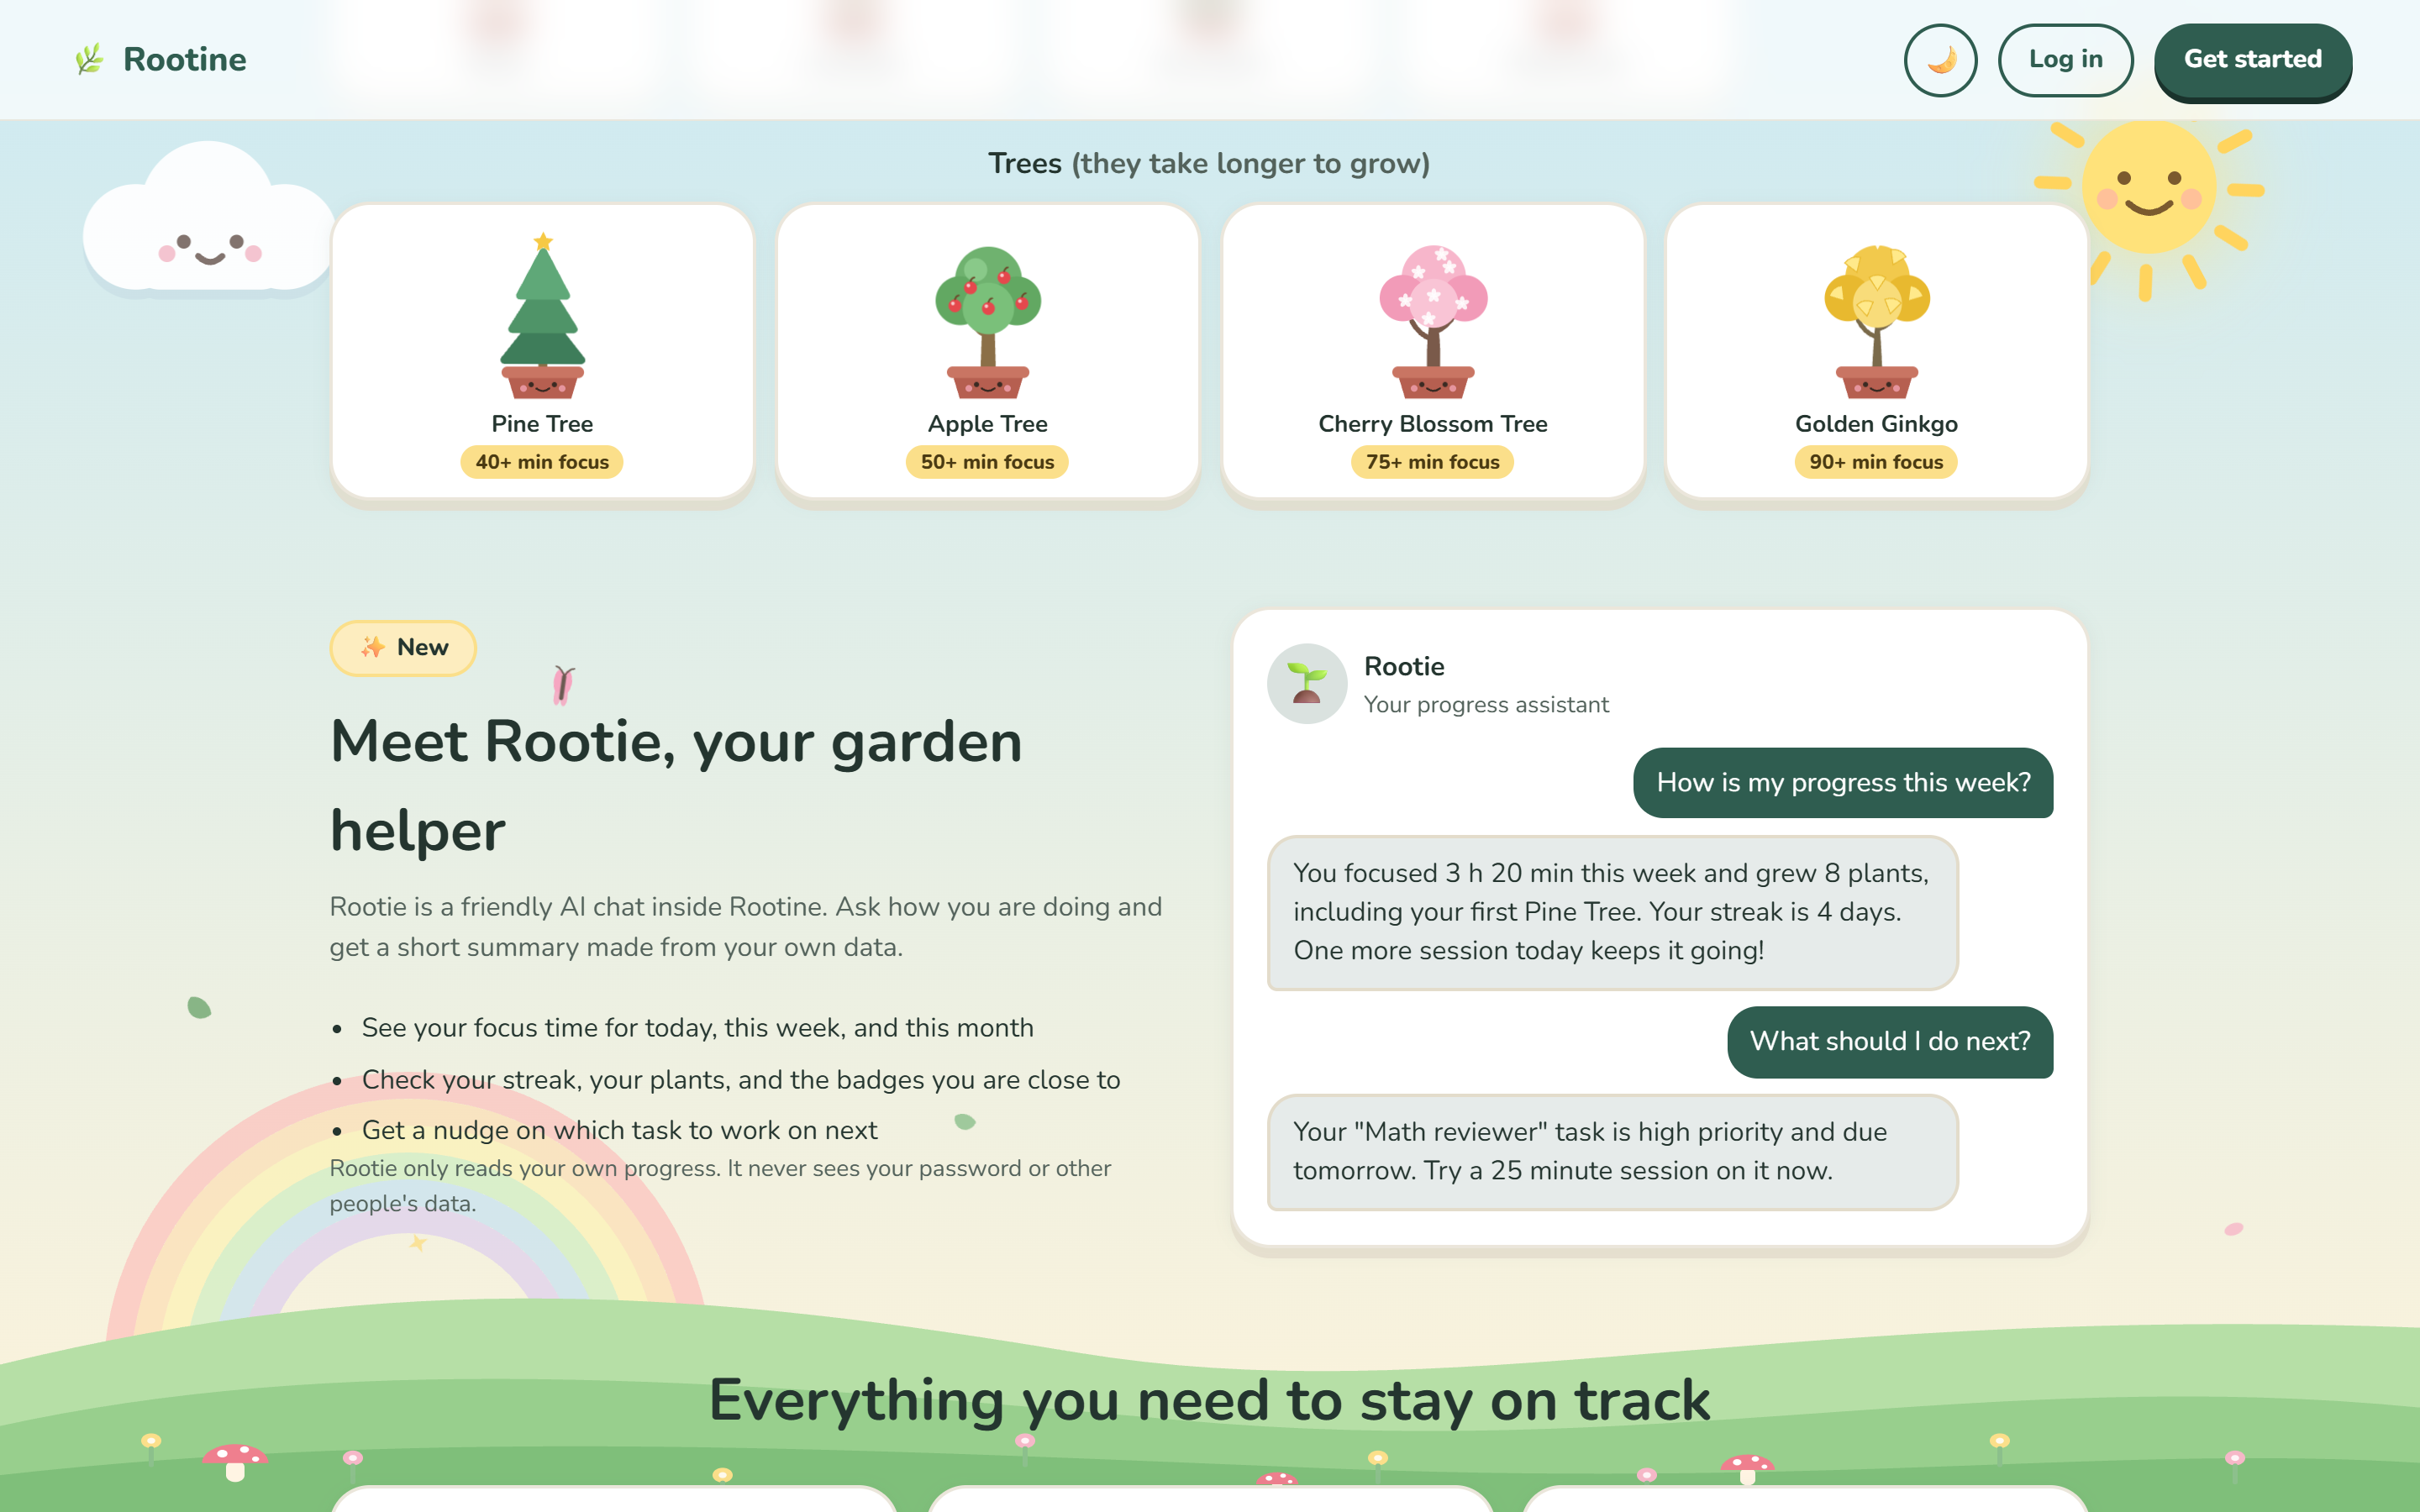 Rootine
Log in
Get started
Trees (they take longer to grow)
Pine Tree
40+ min focus
Apple Tree
50+ min focus
Cherry Blossom Tree
75+ min focus
Golden Ginkgo
90+ min focus
New
Meet Rootie, your garden
helper
Rootie is a friendly AI chat inside Rootine. Ask how you are doing and
get a short summary made from your own data.
• See your focus time for today, this week, and this month
• Check your streak, your plants, and the badges you are close to
• Get a nudge on which task to work on next
Rootie only reads your own progress. It never sees your password or other
people's data.
Rootie
Your progress assistant
How is my progress this week?
You focused 3 h 20 min this week and grew 8 plants,
including your first Pine Tree. Your streak is 4 days.
One more session today keeps it going!
What should I do next?
Your "Math reviewer" task is high priority and due
tomorrow. Try a 25 minute session on it now.
Everything you need to stay on track